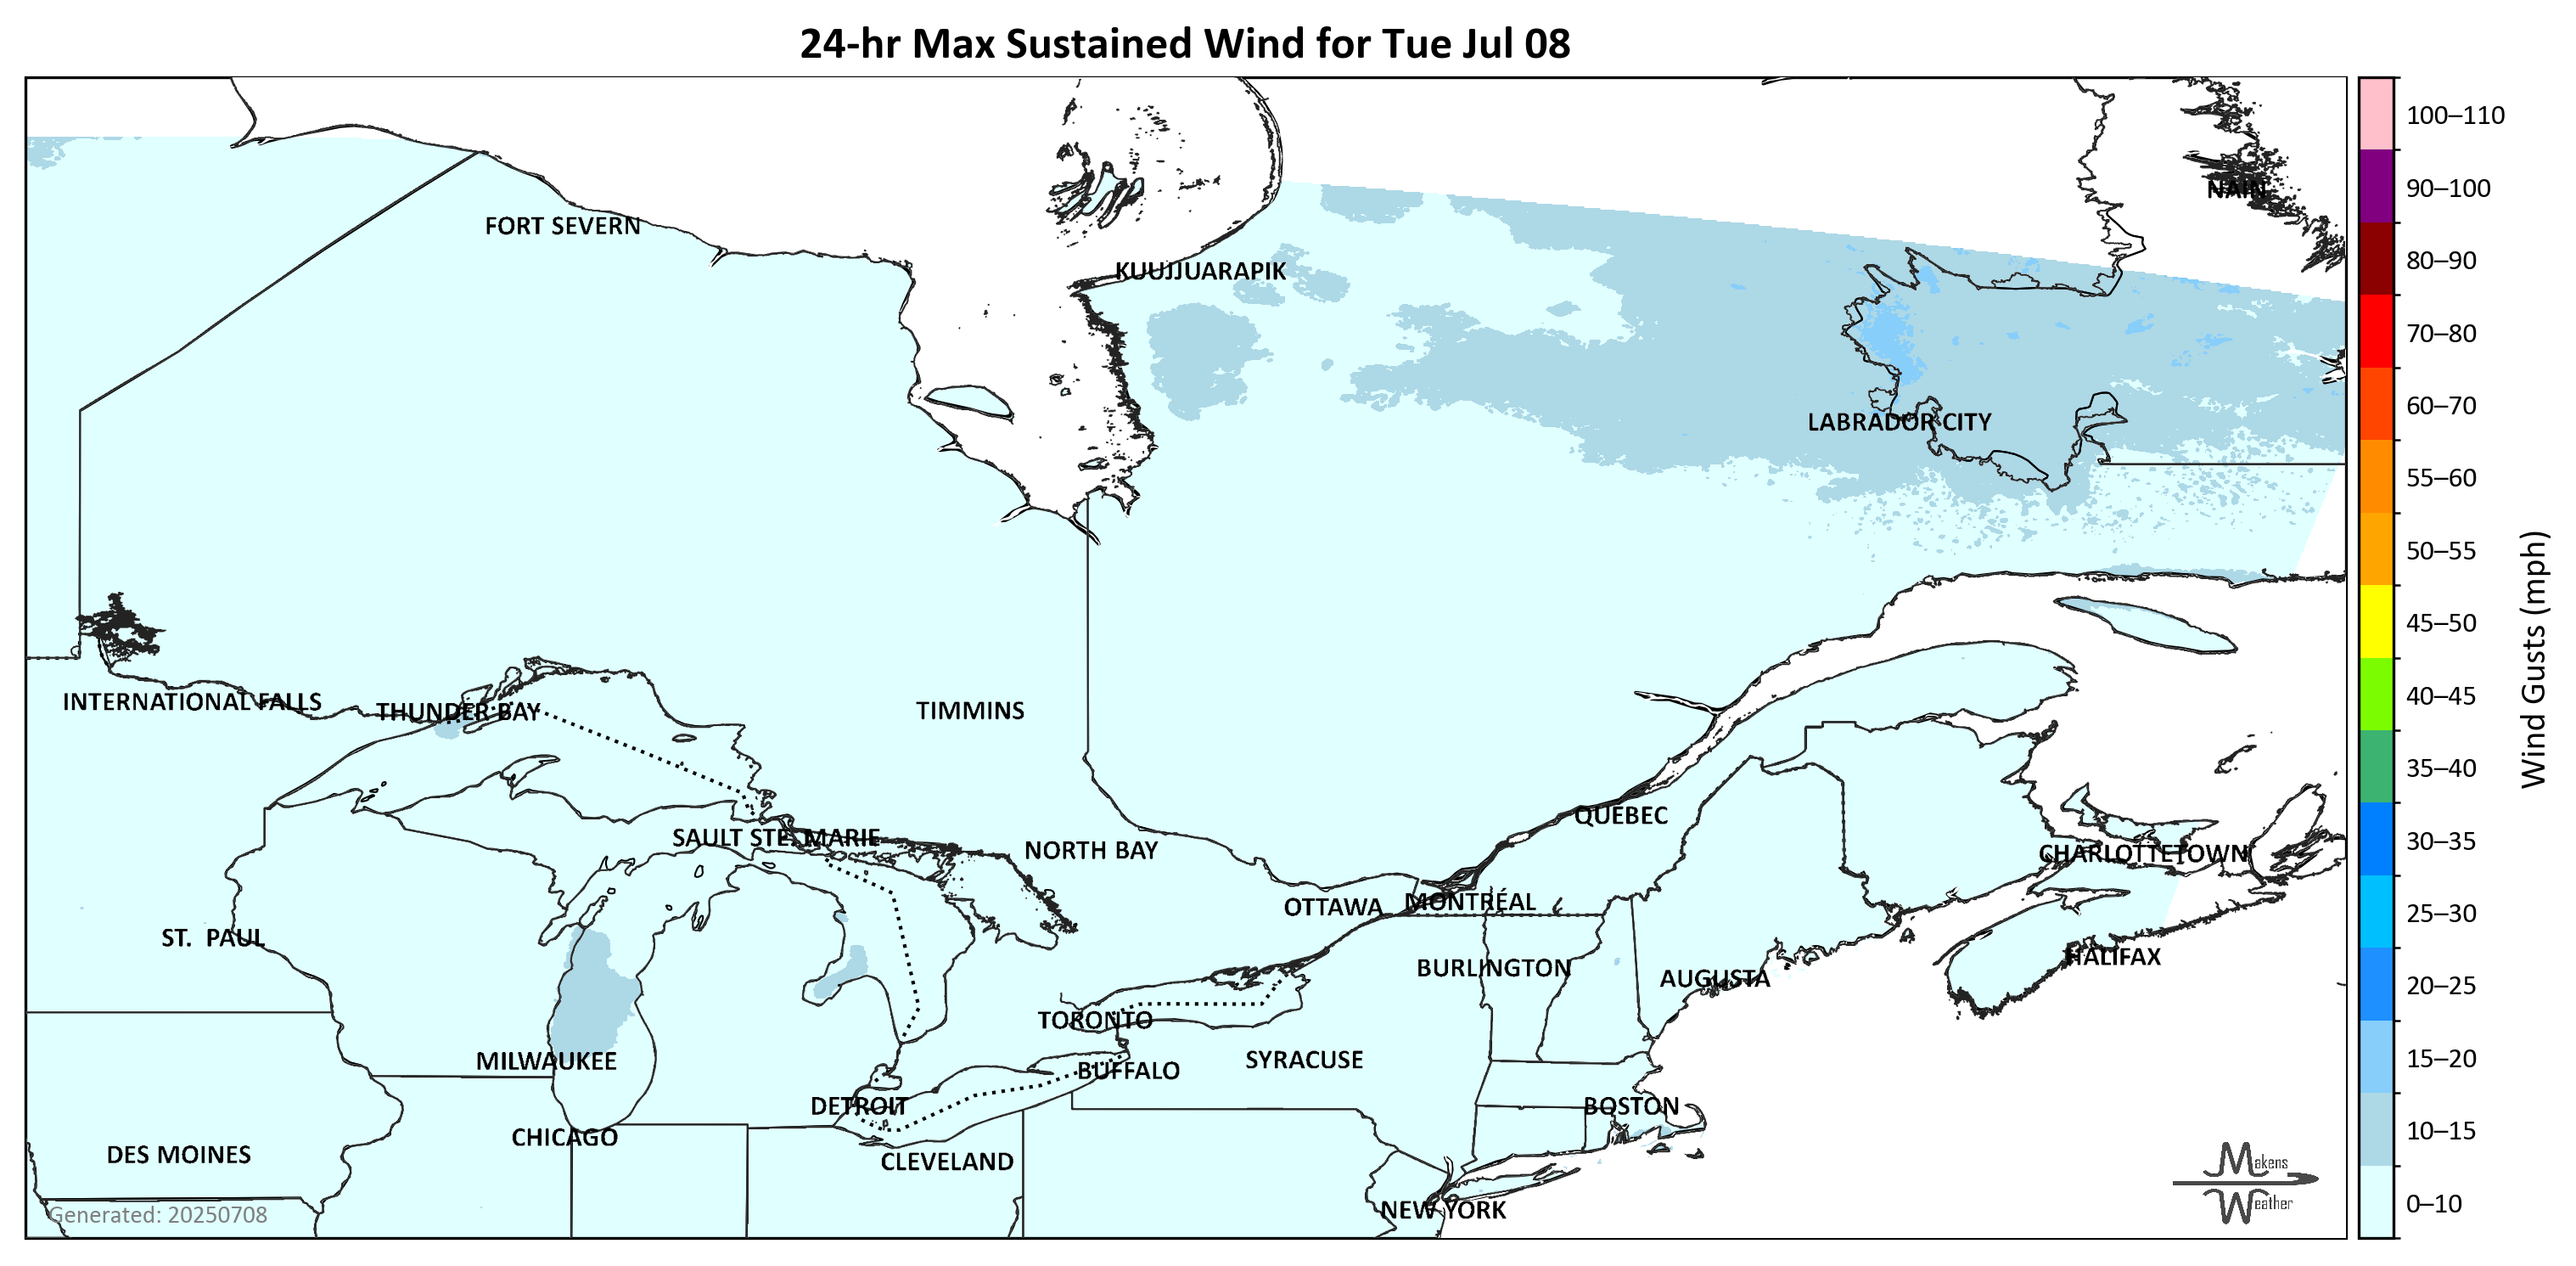 24-hr Max Sustained Wind for Tue Jul 08
100–110
90–100
NAIN
FORT SEVERN
80–90
KUUJJUARAPIK
70–80
60–70
LABRADOR CITY
55–60
50–55
45–50
Wind Gusts (mph)
INTERNATIONAL FALLS
THUNDER BAY
TIMMINS
40–45
35–40
QUÉBEC
SAULT STE. MARIE
NORTH BAY
CHARLOTTETOWN
30–35
OTTAWA
MONTRÉAL
25–30
ST. PAUL
HALIFAX
BURLINGTON
AUGUSTA
20–25
TORONTO
MILWAUKEE
SYRACUSE
15–20
BUFFALO
DETROIT
BOSTON
10–15
CHICAGO
DES MOINES
CLEVELAND
Makens
Weather
NEW YORK
0–10
Generated: 20250708